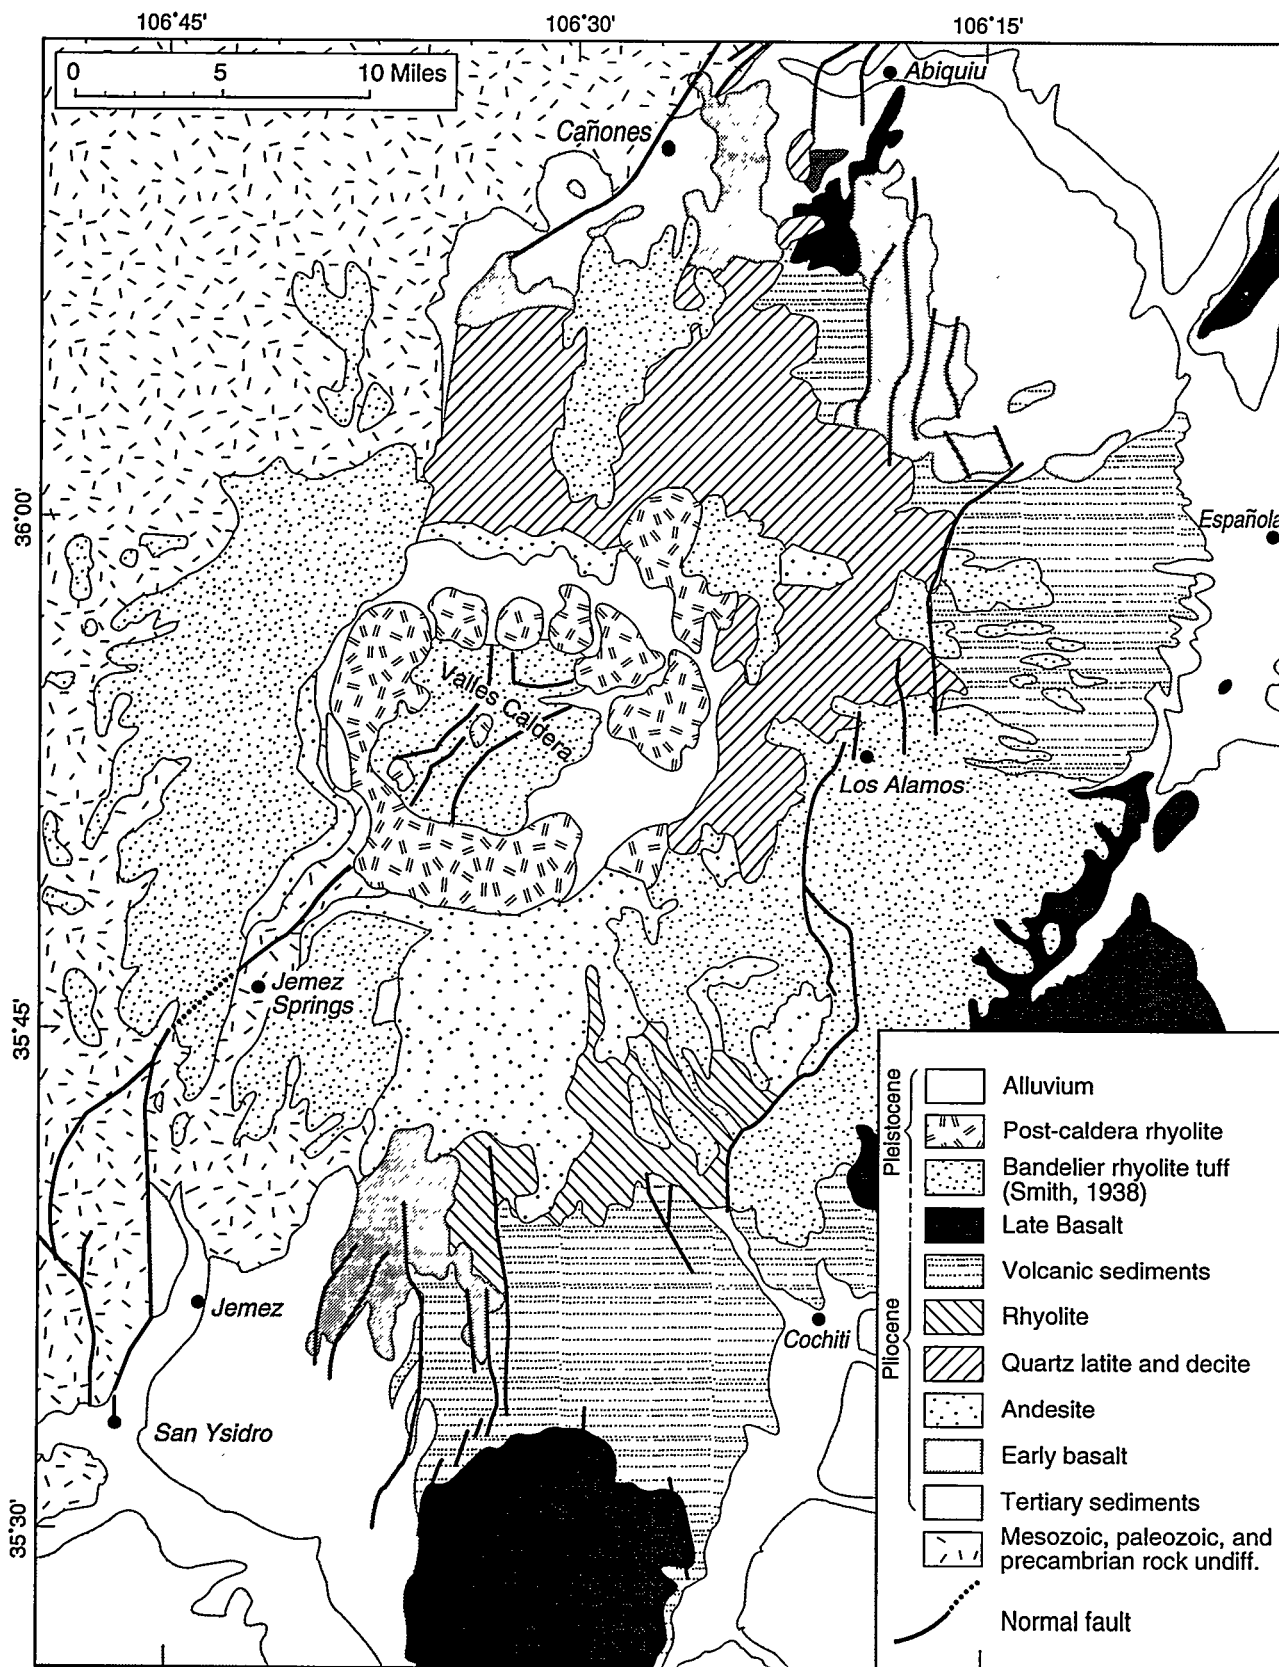 106°45'
106°30'
106°15'
0 5 10 Miles
Abiquiu
Cañones
36°00'
Española
Valles Caldera
Los Alamos
Jemez
Springs
35°45'
Jemez
Cochiti
San Ysidro
35°30'
Pleistocene
Pliocene
Alluvium
Post-caldera rhyolite
Bandelier rhyolite tuff
(Smith, 1938)
Late Basalt
Volcanic sediments
Rhyolite
Quartz latite and decite
Andesite
Early basalt
Tertiary sediments
Mesozoic, paleozoic, and
precambrian rock undiff.
Normal fault